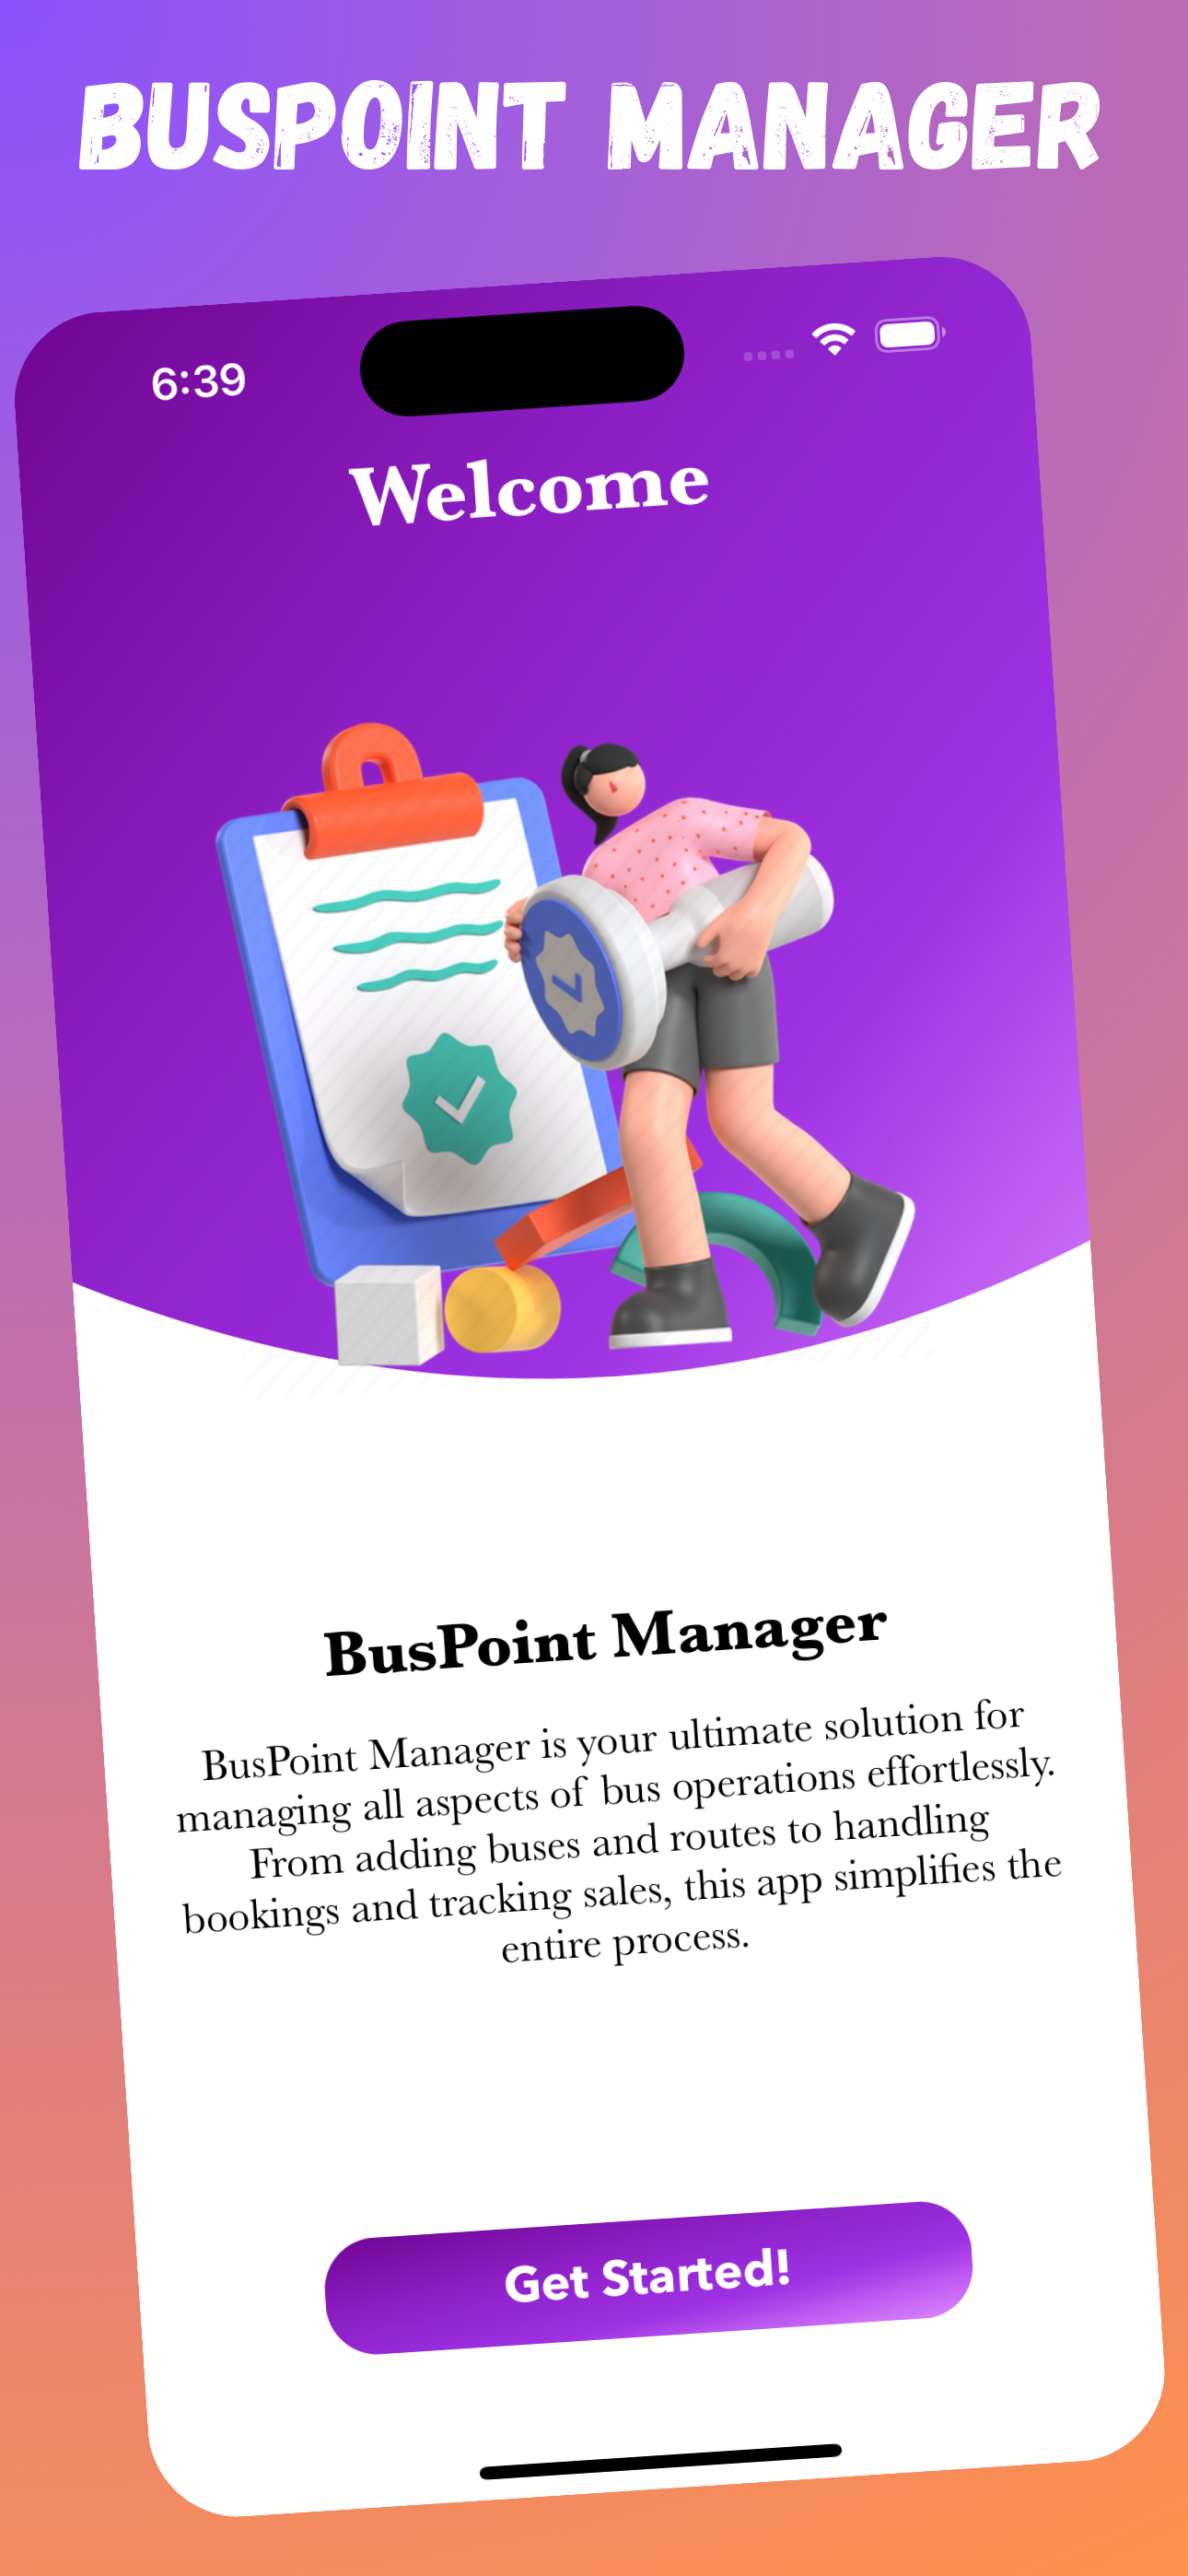 BUSPOINT MANAGER
6:39
Welcome
BusPoint Manager
BusPoint Manager is your ultimate solution for
managing all aspects of bus operations effortlessly.
From adding buses and routes to handling
bookings and tracking sales, this app simplifies the
entire process.
Get Started!